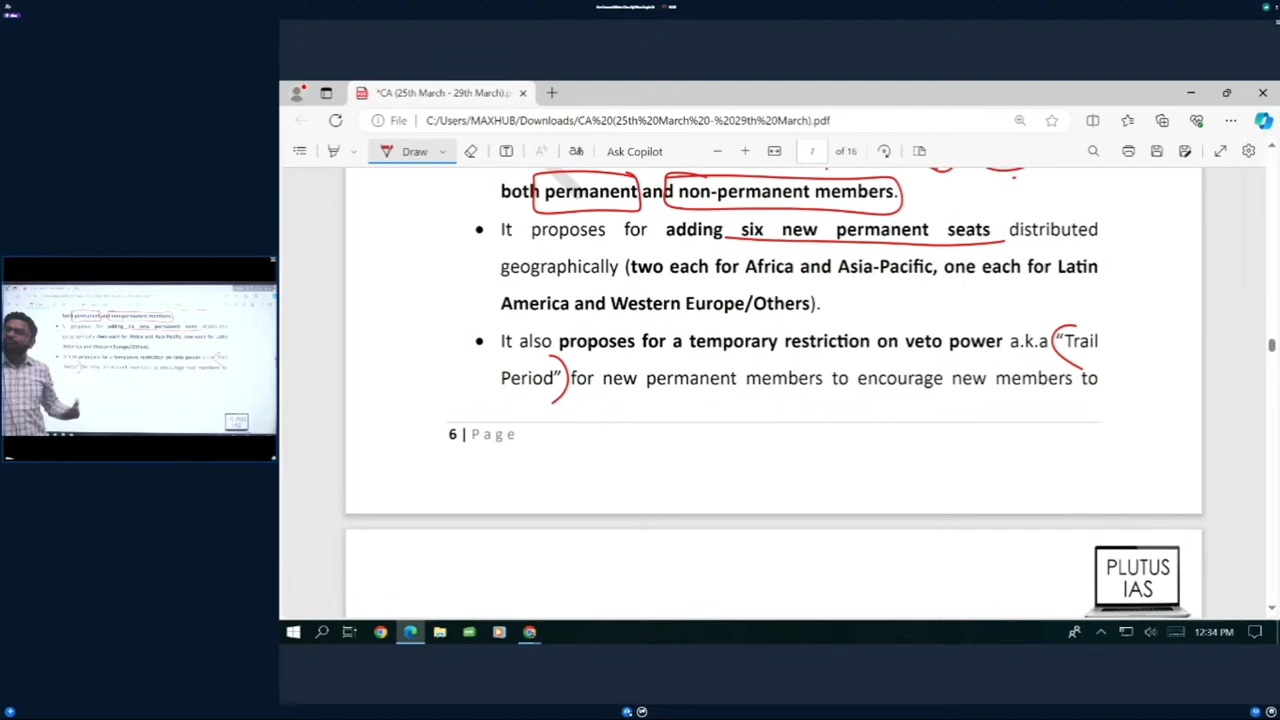 *CA (25th March - 29th March).p
File
C:/Users/MAXHUB/Downloads/CA%20(25th%20March%20-%2029th%20March).pdf
Draw
Ask Copilot
7 of 16
both permanent and non-permanent members.
• It proposes for adding six new permanent seats distributed
geographically (two each for Africa and Asia-Pacific, one each for Latin
America and Western Europe/Others).
• It also proposes for a temporary restriction on veto power a.k.a “Trail
Period” for new permanent members to encourage new members to
6 | Page
PLUTUS
IAS
12:34 PM